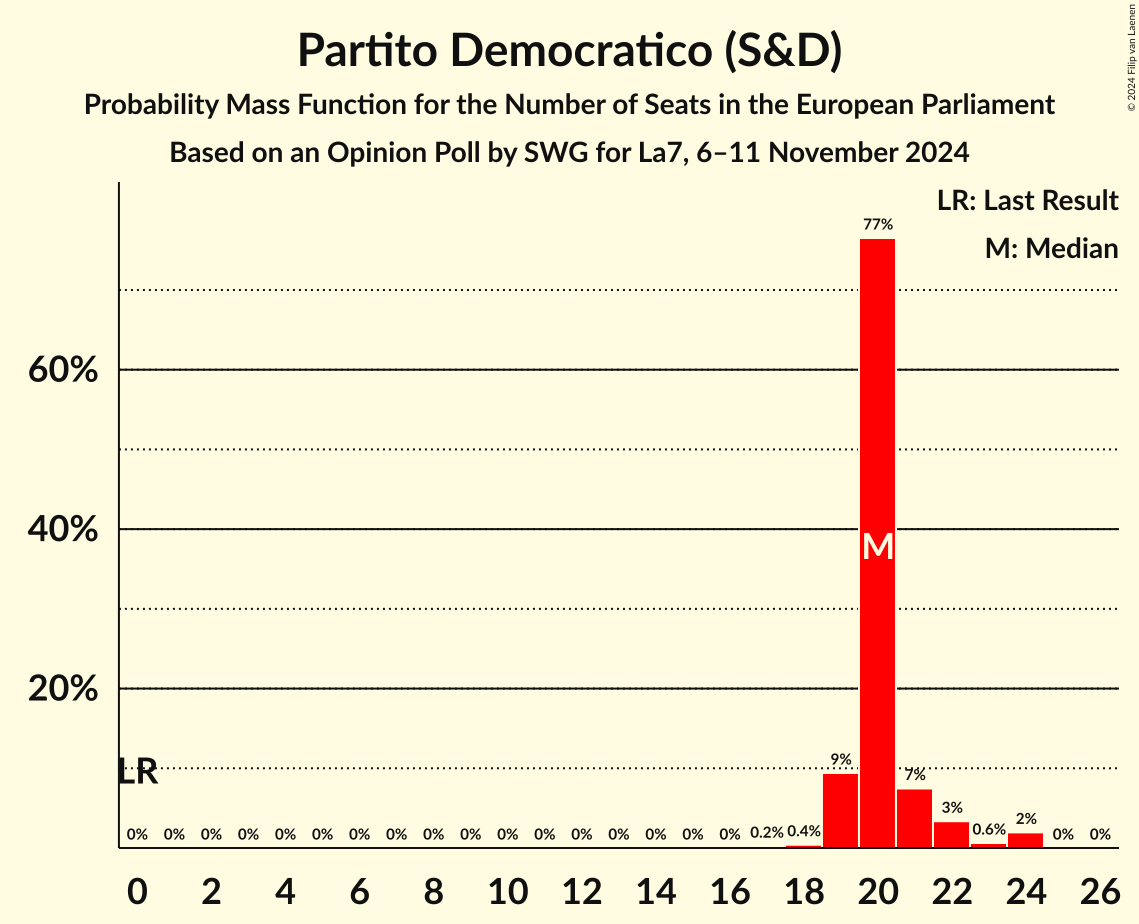 Partito Democratico (S&D)
Probability Mass Function for the Number of Seats in the European Parliament
Based on an Opinion Poll by SWG for La7, 6–11 November 2024
© 2024 Filip van Laenen
LR: Last Result
M: Median
77%
60%
40%
M
20%
LR
9%
7%
3%
2%
0% 0% 0% 0% 0% 0% 0% 0% 0% 0% 0% 0% 0% 0% 0% 0% 0% 0.2% 0.4% 0.6% 0% 0%
0 2 4 6 8 10 12 14 16 18 20 22 24 26